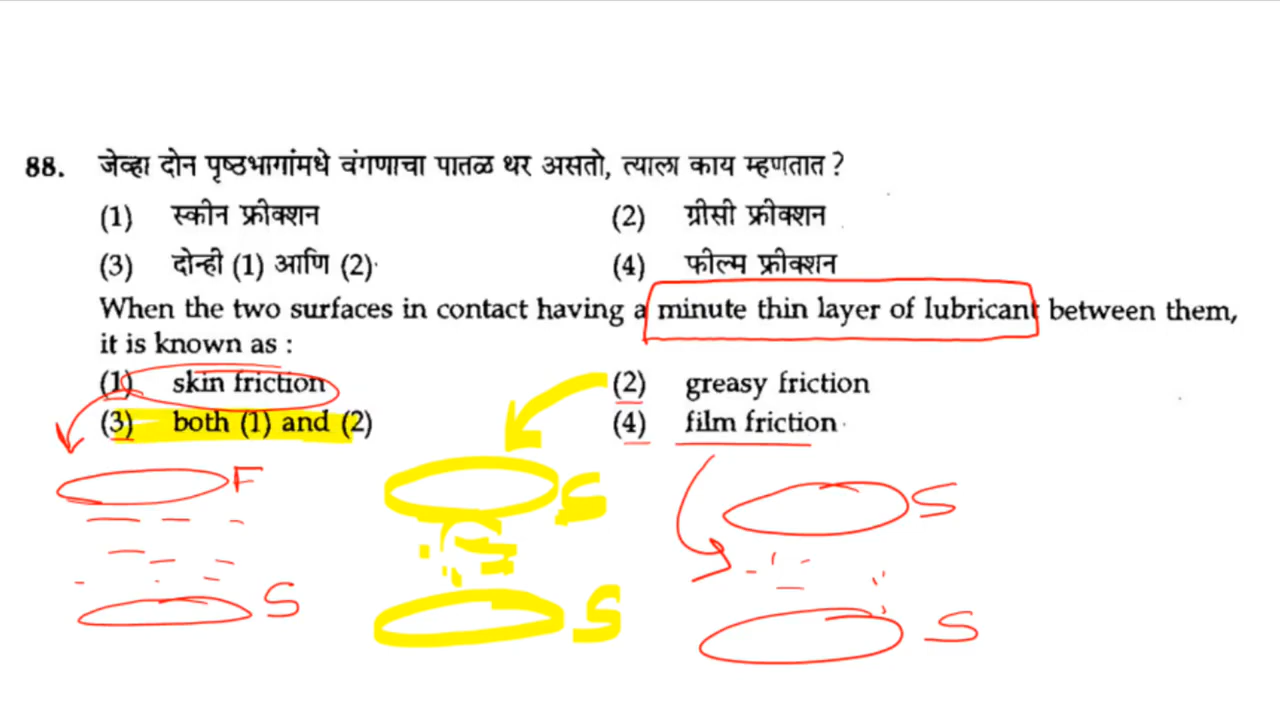 88. जेव्हा दोन पृष्ठभागांमधे वंगणाचा पातळ थर असतो, त्याला काय म्हणतात ?
(1) स्कीन फ्रीक्शन (2) ग्रीसी फ्रीक्शन
(3) दोन्ही (1) आणि (2) (4) फील्म फ्रीक्शन
When the two surfaces in contact having a minute thin layer of lubricant between them,
it is known as :
(1) skin friction (2) greasy friction
(3) both (1) and (2) (4) film friction
F S S
S S S